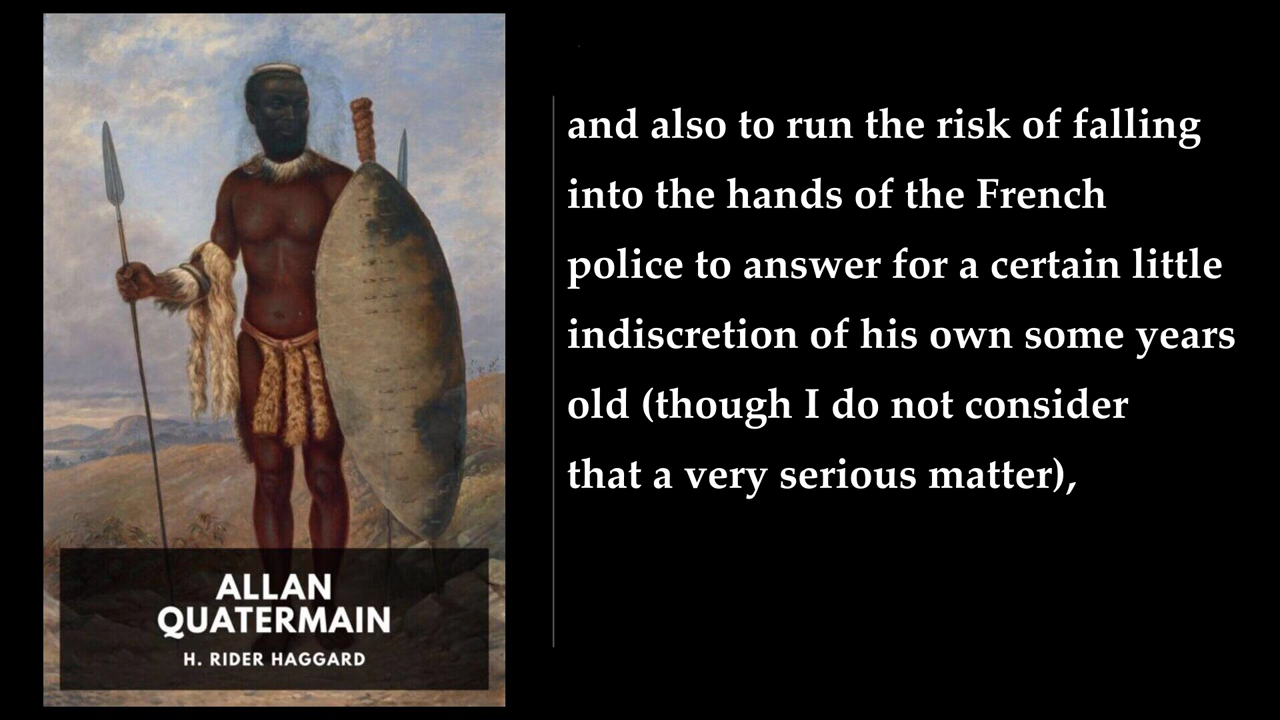 ALLAN
QUATERMAIN
H. RIDER HAGGARD
and also to run the risk of falling
into the hands of the French
police to answer for a certain little
indiscretion of his own some years
old (though I do not consider
that a very serious matter),